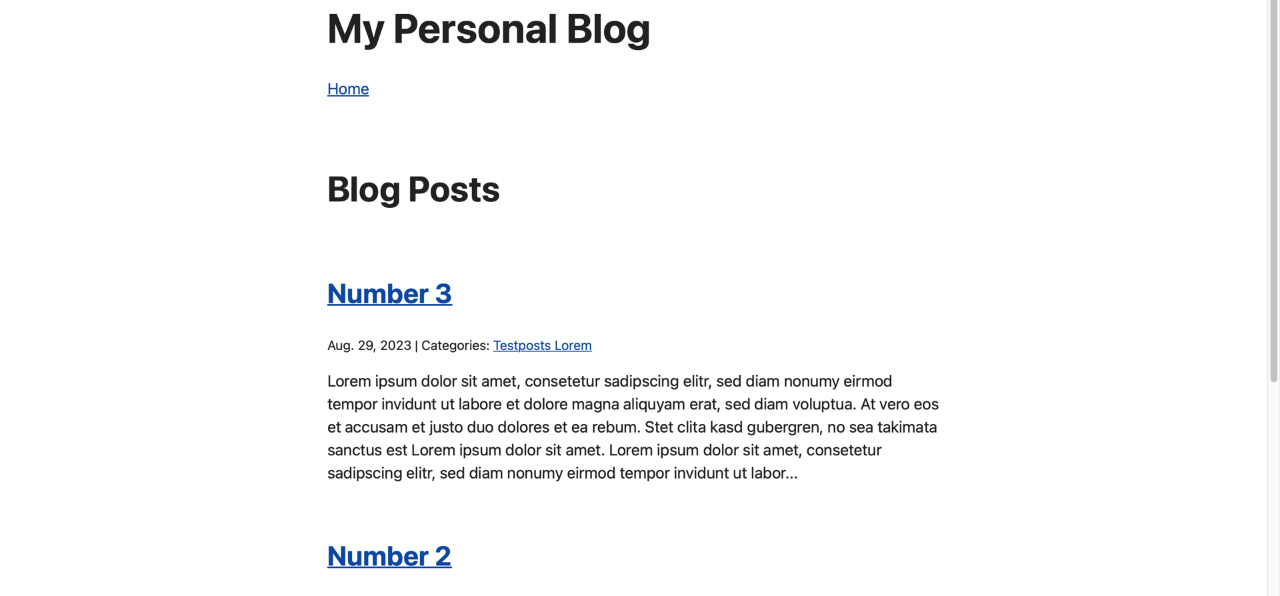 My Personal Blog
Home
Blog Posts
Number 3
Aug. 29, 2023 | Categories: Testposts Lorem
Lorem ipsum dolor sit amet, consetetur sadipscing elitr, sed diam nonumy eirmod
tempor invidunt ut labore et dolore magna aliquyam erat, sed diam voluptua. At vero eos
et accusam et justo duo dolores et ea rebum. Stet clita kasd gubergren, no sea takimata
sanctus est Lorem ipsum dolor sit amet. Lorem ipsum dolor sit amet, consetetur
sadipscing elitr, sed diam nonumy eirmod tempor invidunt ut labor...
Number 2